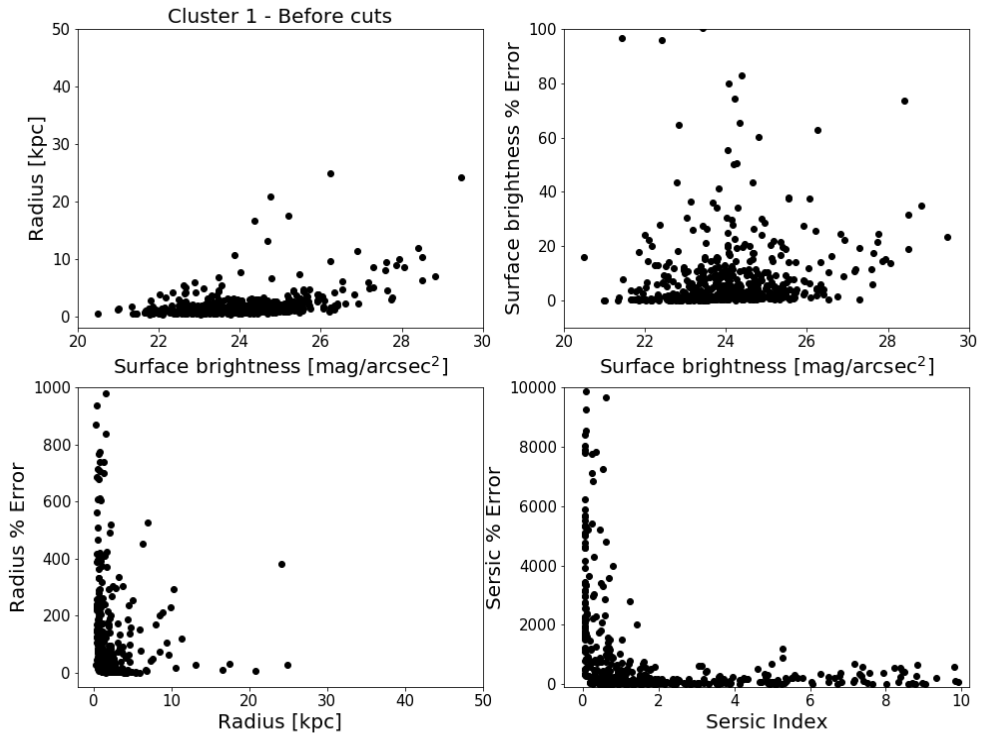 Cluster 1 - Before cuts
50
40
30
20
10
0
Radius [kpc]
20 22 24 26 28 30
Surface brightness [mag/arcsec²]
100
80
60
40
20
0
Surface brightness % Error
20 22 24 26 28 30
Surface brightness [mag/arcsec²]
1000
800
600
400
200
0
Radius % Error
0 10 20 30 40 50
Radius [kpc]
10000
8000
6000
4000
2000
0
Sersic % Error
0 2 4 6 8 10
Sersic Index